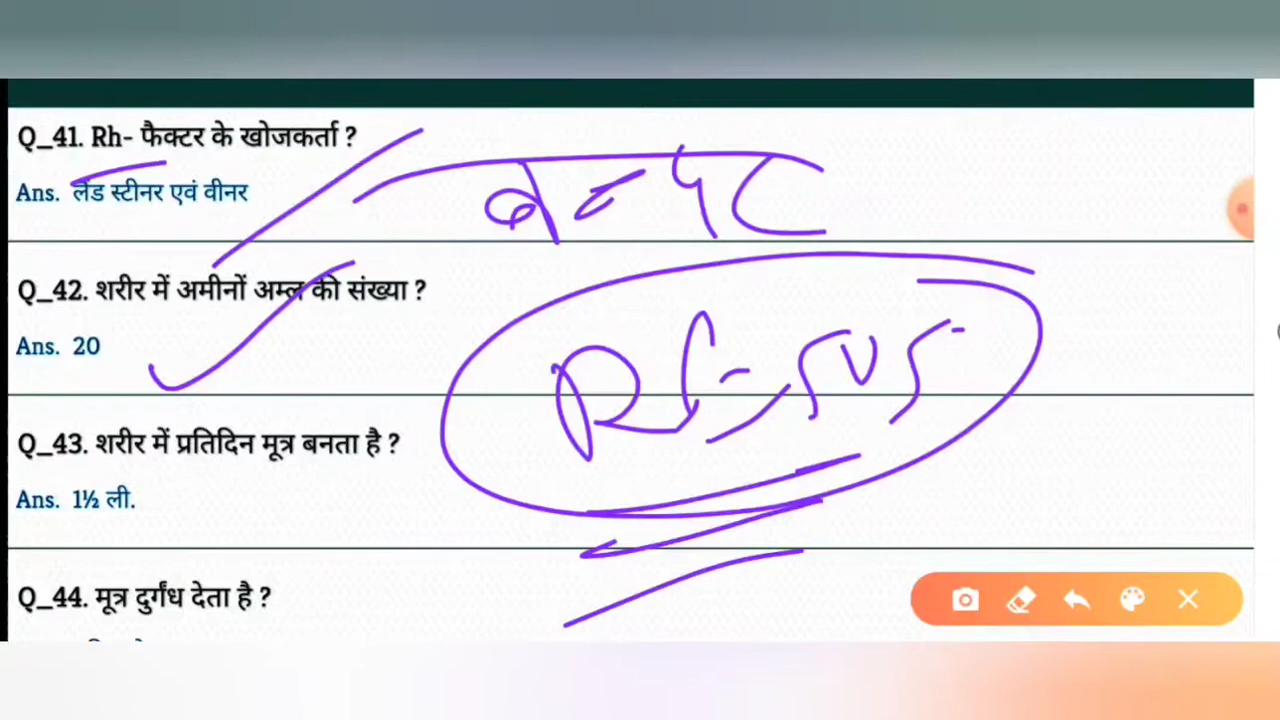 Q_41. Rh- फैक्टर के खोजकर्ता ?
Ans. लैंड स्टीनर एवं वीनर
Q_42. शरीर में अमीनों अम्ल की संख्या ?
Ans. 20
Q_43. शरीर में प्रतिदिन मूत्र बनता है ?
Ans. 1½ ली.
Q_44. मूत्र दुर्गंध देता है ?